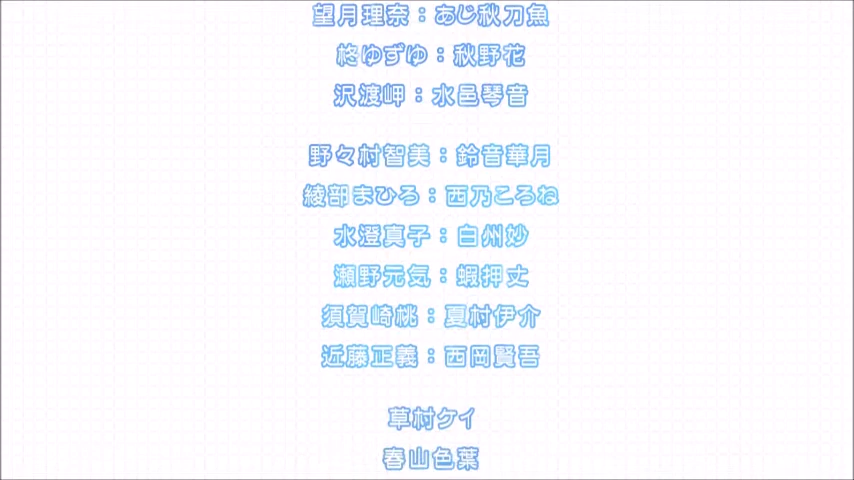 望月理奈：あじ秋刀魚
柊ゆずゆ：秋野花
沢渡岬：水邑琴音
野々村智美：鈴音華月
綾部まひろ：西乃ころね
水澄真子：白州妙
瀬野元気：蝦押丈
須賀崎桃：夏村伊介
近藤正義：西岡賢吾
草村ケイ
春山色葉